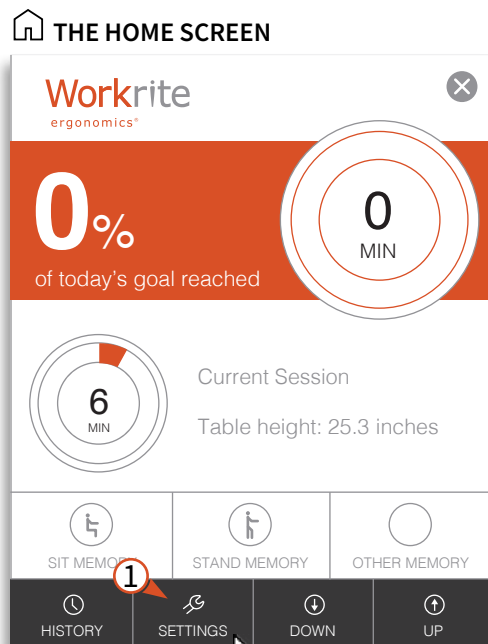 THE HOME SCREEN
Workrite
ergonomics®
0%
of today's goal reached
0
MIN
6
MIN
Current Session
Table height: 25.3 inches
SIT MEMORY
STAND MEMORY
OTHER MEMORY
1
HISTORY
SETTINGS
DOWN
UP